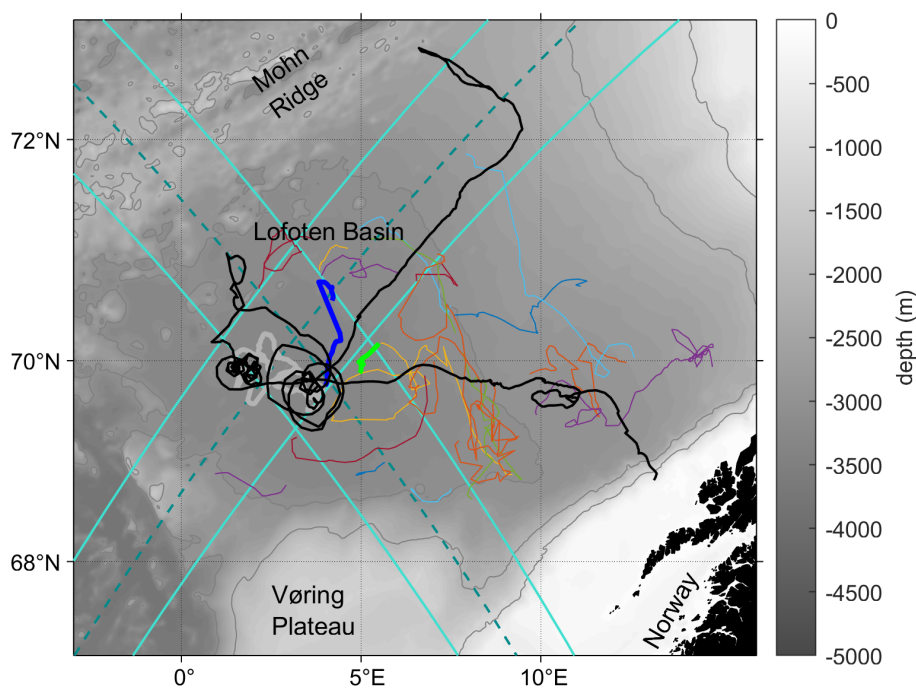 Mohn
Ridge
72°N
Lofoten Basin
70°N
68°N
Vøring
Plateau
Norway
0°
5°E
10°E
0
-500
-1000
-1500
-2000
-2500
-3000
-3500
-4000
-4500
-5000
depth (m)